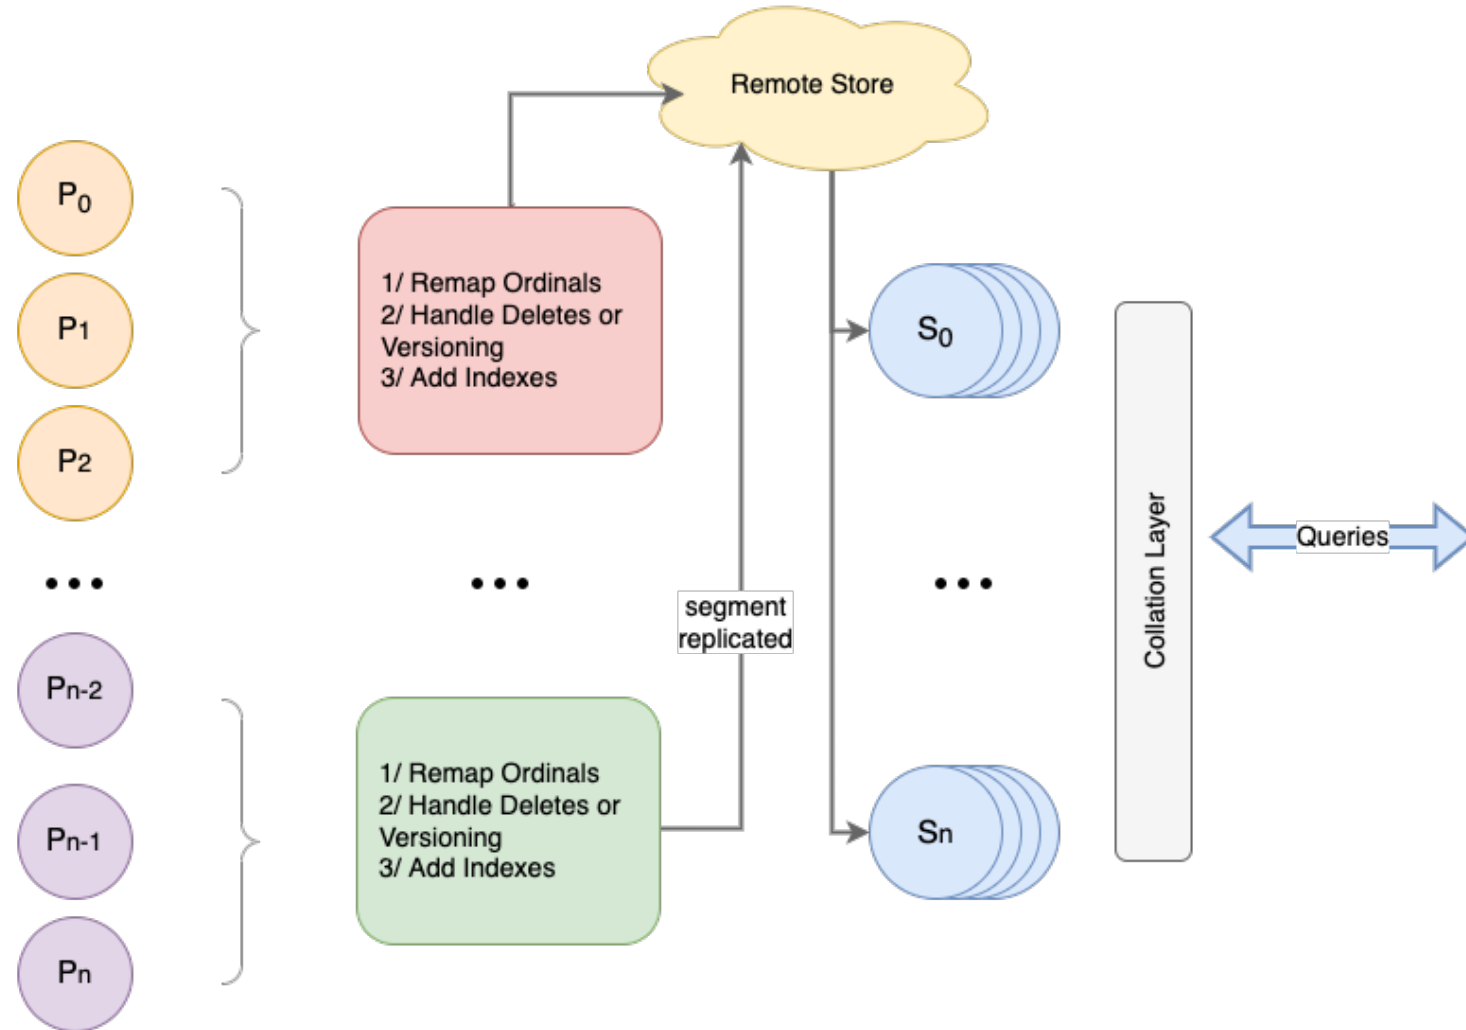 Remote Store
P0
P1
P2
1/ Remap Ordinals
2/ Handle Deletes or
Versioning
3/ Add Indexes
S0
segment
replicated
Collation Layer
Queries
Pn-2
Pn-1
Pn
1/ Remap Ordinals
2/ Handle Deletes or
Versioning
3/ Add Indexes
Sn